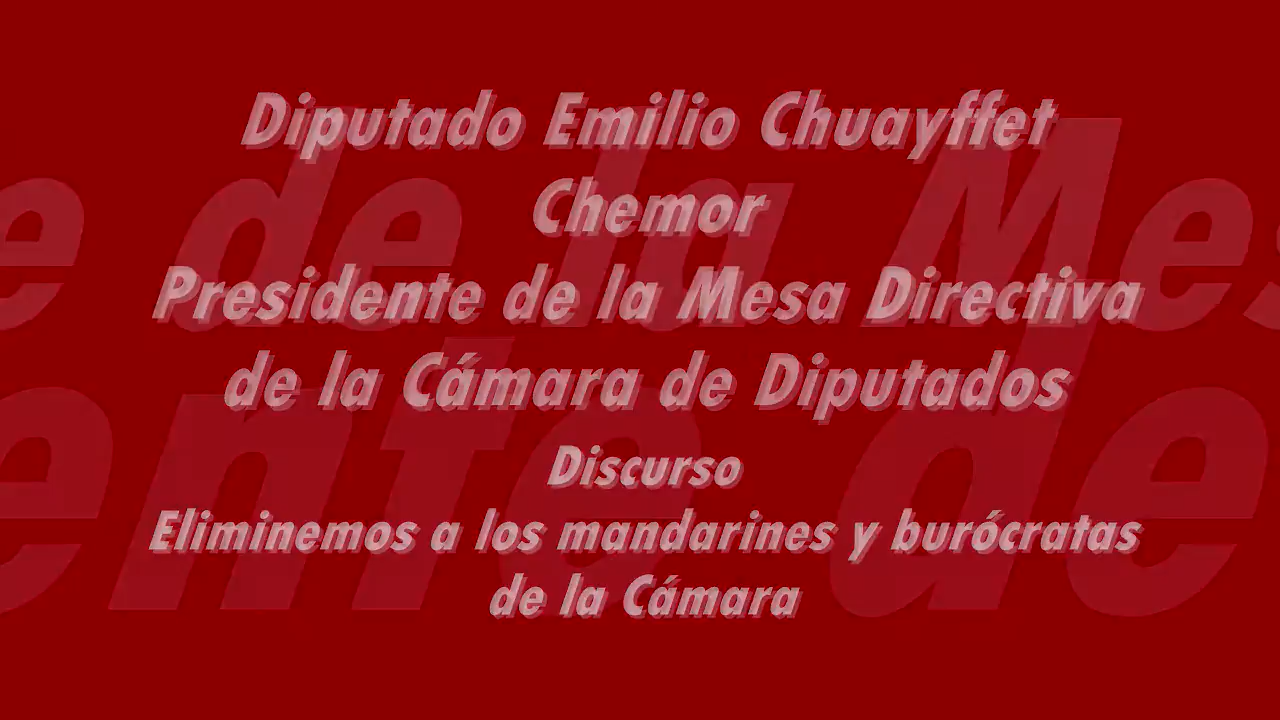 Diputado Emilio Chuayffet
Chemor
Presidente de la Mesa Directiva
de la Cámara de Diputados
Discurso
Eliminemos a los mandarines y burócratas
de la Cámara